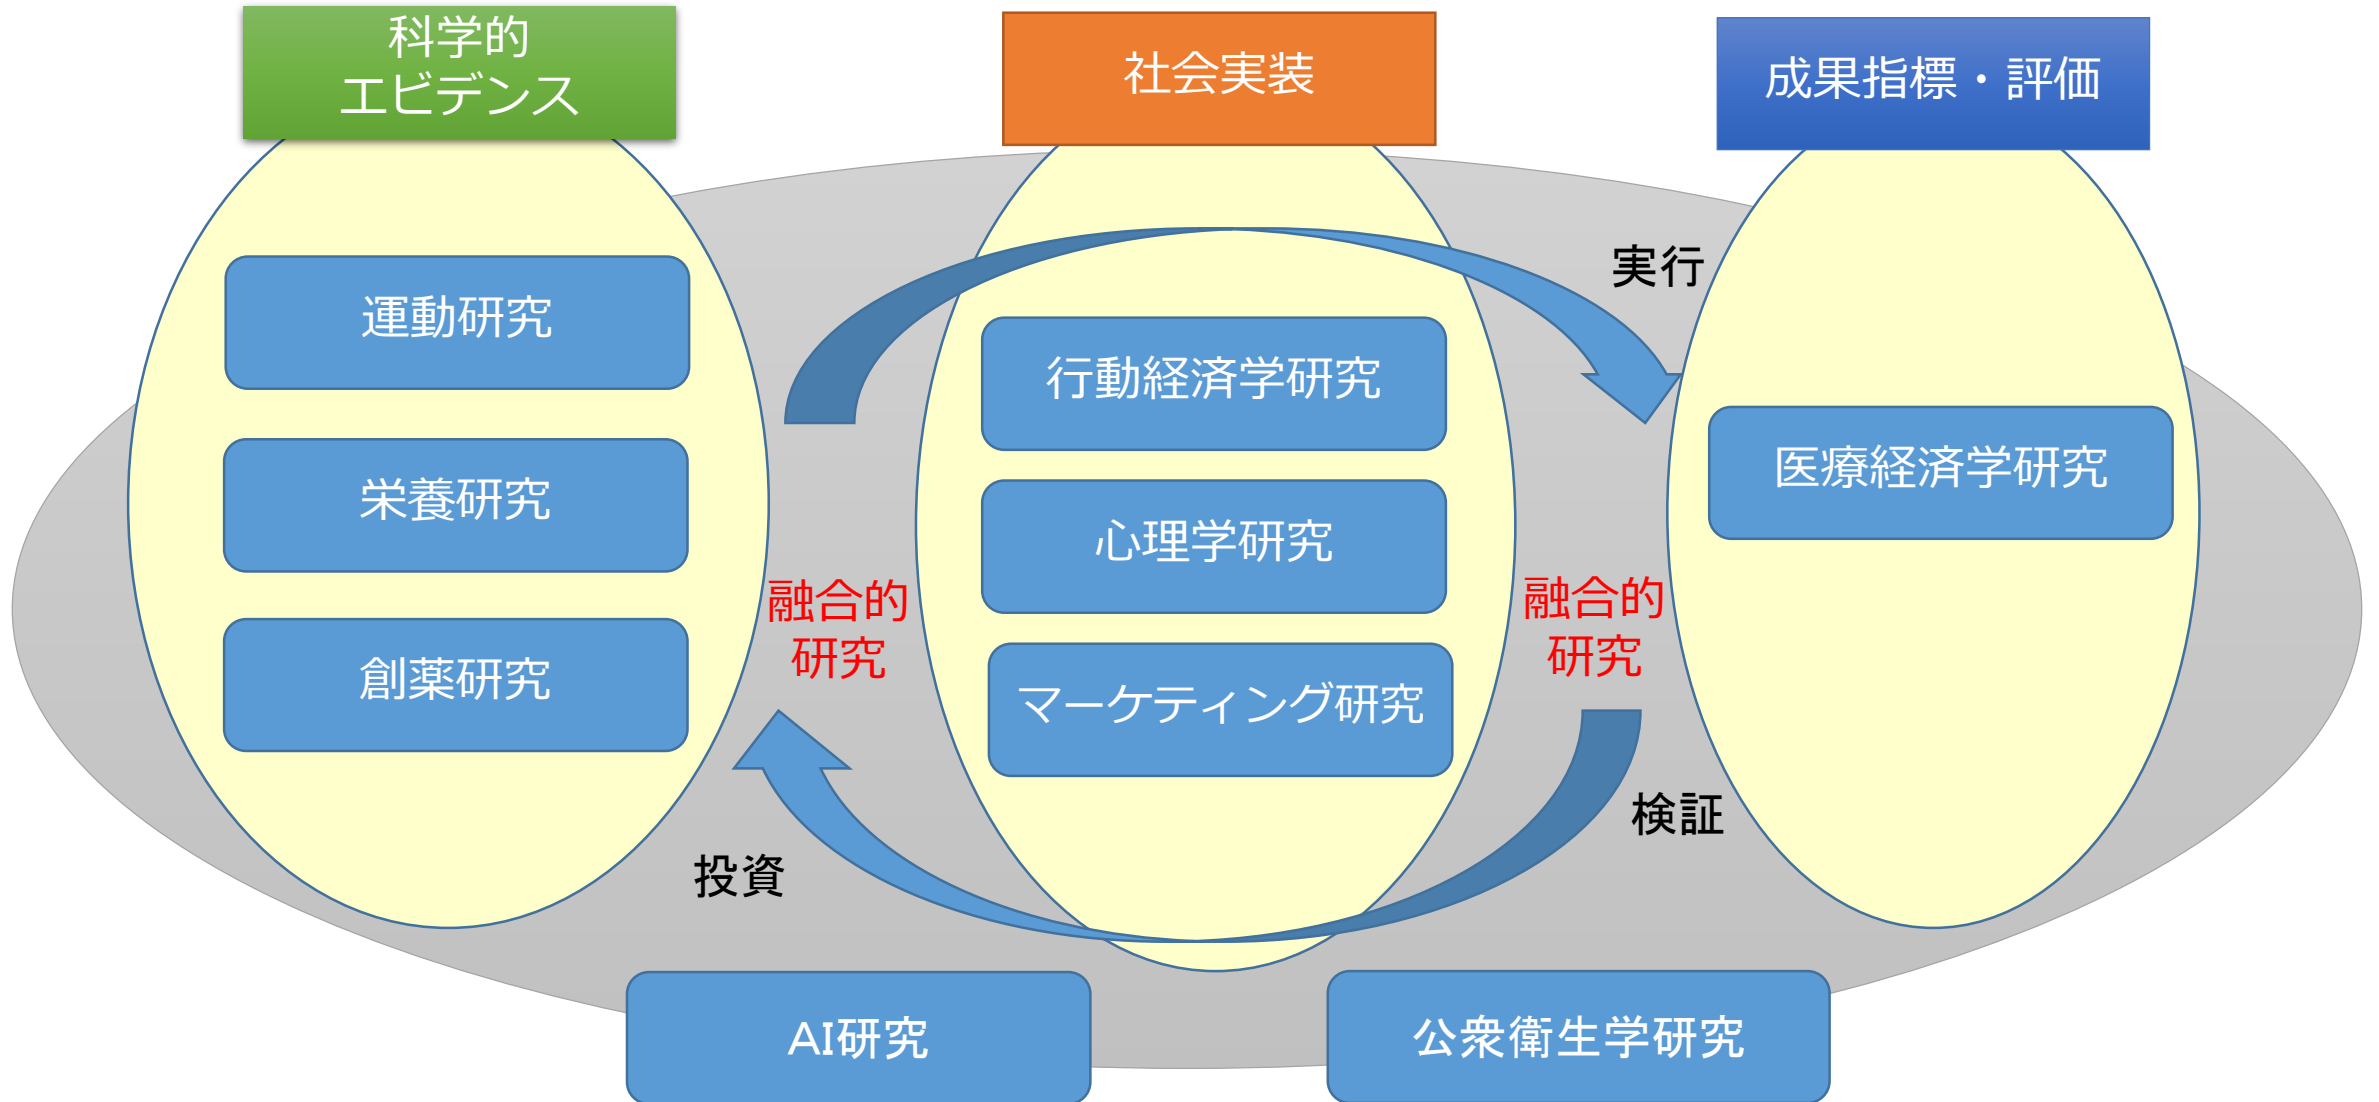 科学的
エビデンス
社会実装
成果指標・評価
実行
運動研究
行動経済学研究
医療経済学研究
栄養研究
心理学研究
融合的
研究
融合的
研究
創薬研究
マーケティング研究
検証
投資
AI研究
公衆衛生学研究